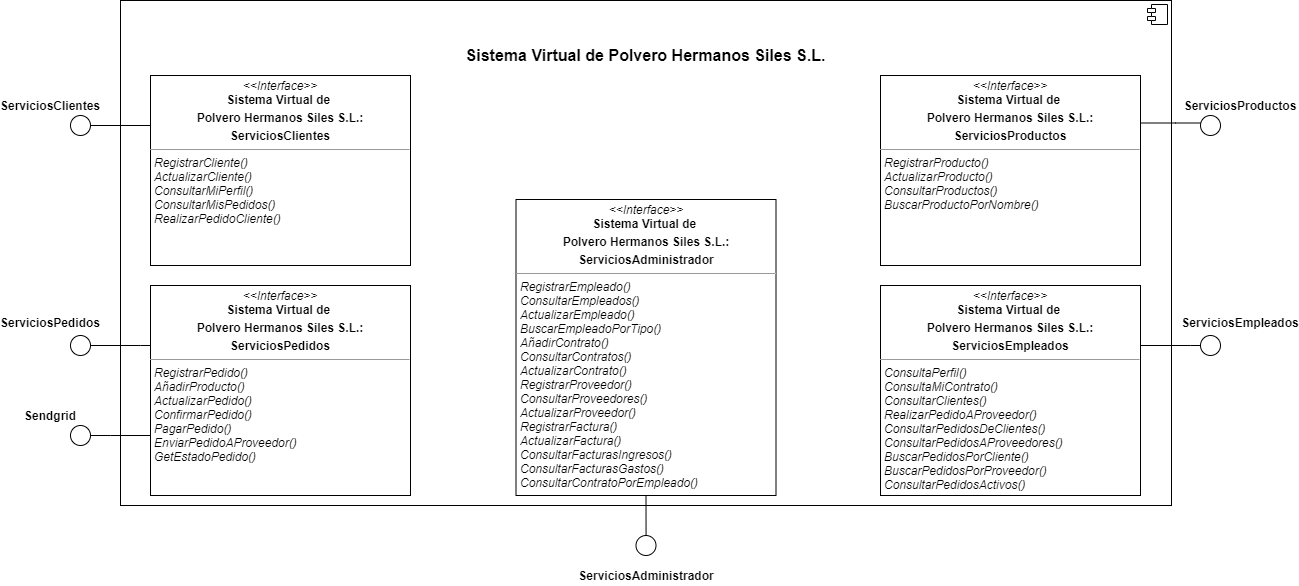 Sistema Virtual de Polvero Hermanos Siles S.L.
ServiciosClientes
<<Interface>>
Sistema Virtual de
Polvero Hermanos Siles S.L.:
ServiciosClientes
RegistrarCliente()
ActualizarCliente()
ConsultarMiPerfil()
ConsultarMisPedidos()
RealizarPedidoCliente()
<<Interface>>
Sistema Virtual de
Polvero Hermanos Siles S.L.:
ServiciosProductos
RegistrarProducto()
ActualizarProducto()
ConsultarProductos()
BuscarProductoPorNombre()
ServiciosProductos
<<Interface>>
Sistema Virtual de
Polvero Hermanos Siles S.L.:
ServiciosAdministrador
RegistrarEmpleado()
ConsultarEmpleados()
ActualizarEmpleado()
BuscarEmpleadoPorTipo()
AñadirContrato()
ConsultarContratos()
ActualizarContrato()
RegistrarProveedor()
ConsultarProveedores()
ActualizarProveedor()
RegistrarFactura()
ActualizarFactura()
ConsultarFacturasIngresos()
ConsultarFacturasGastos()
ConsultarContratoPorEmpleado()
ServiciosPedidos
Sendgrid
<<Interface>>
Sistema Virtual de
Polvero Hermanos Siles S.L.:
ServiciosPedidos
RegistrarPedido()
AñadirProducto()
ActualizarPedido()
ConfirmarPedido()
PagarPedido()
EnviarPedidoAProveedor()
GetEstadoPedido()
<<Interface>>
Sistema Virtual de
Polvero Hermanos Siles S.L.:
ServiciosEmpleados
ConsultaPerfil()
ConsultaMiContrato()
ConsultarClientes()
RealizarPedidoAProveedor()
ConsultarPedidosDeClientes()
ConsultarPedidosAProveedores()
BuscarPedidosPorCliente()
BuscarPedidosPorProveedor()
ConsultarPedidosActivos()
ServiciosEmpleados
ServiciosAdministrador